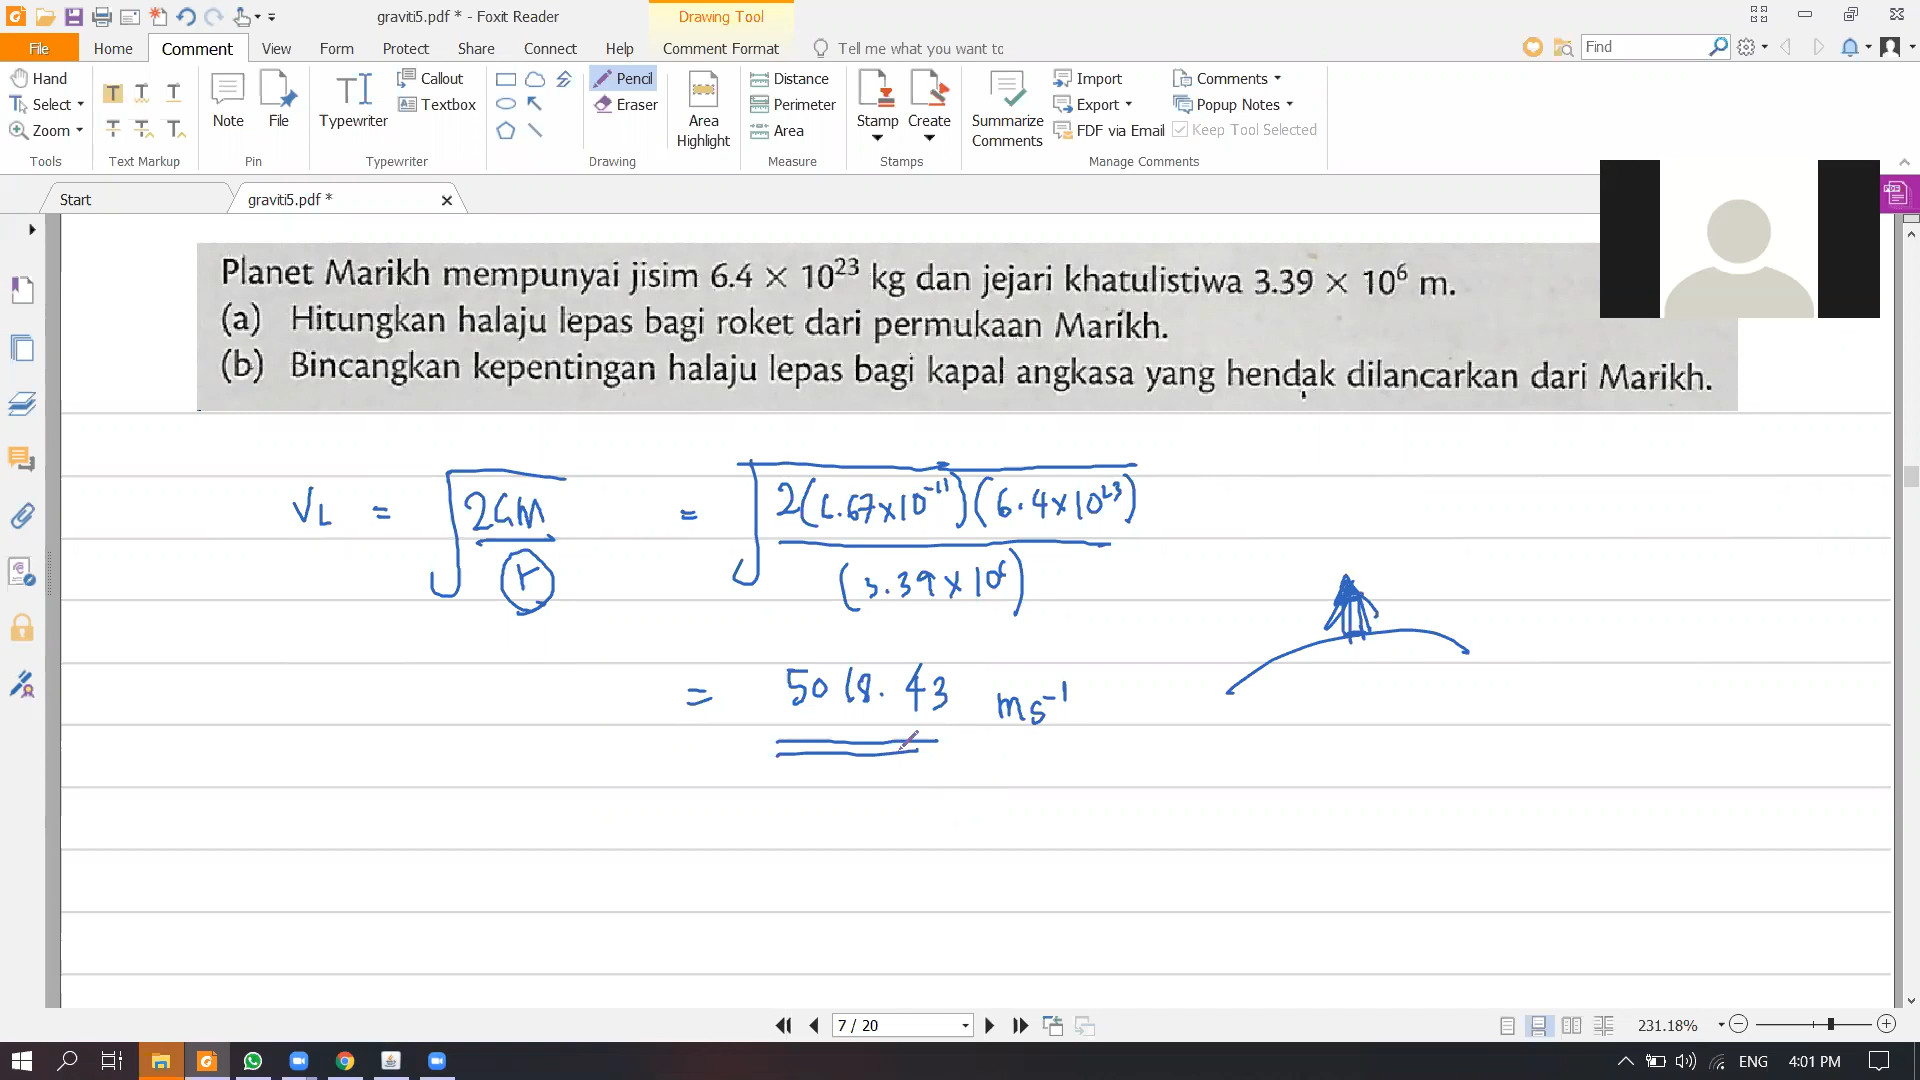 graviti5.pdf * - Foxit Reader
Drawing Tool
File Home Comment View Form Protect Share Connect Help Comment Format Tell me what you want to Find
Hand Select Zoom Tools
Text Markup
Note File Pin
Typewriter Callout Textbox Typewriter
Pencil Eraser Area Highlight Drawing
Distance Perimeter Area Measure
Stamp Create Stamps
Summarize Comments Import Export FDF via Email Comments Popup Notes Keep Tool Selected Manage Comments
Start graviti5.pdf *
Planet Marikh mempunyai jisim 6.4 × 10²³ kg dan jejari khatulistiwa 3.39 × 10⁶ m.
(a) Hitungkan halaju lepas bagi roket dari permukaan Marikh.
(b) Bincangkan kepentingan halaju lepas bagi kapal angkasa yang hendak dilancarkan dari Marikh.
V_L = √(2GM / r) = √(2(6.67×10⁻¹¹)(6.4×10²³) / (3.39×10⁶))
= 5018.43 ms⁻¹
7 / 20 231.18%
ENG 4:01 PM